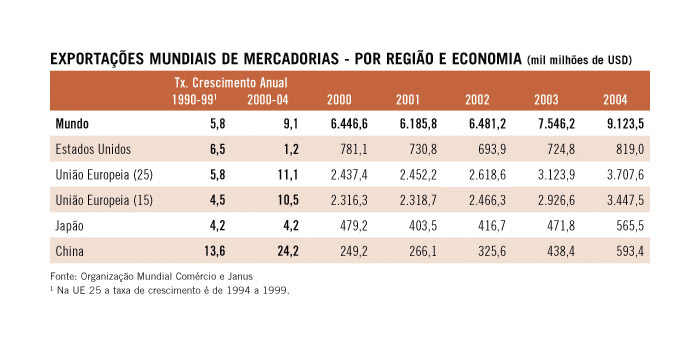 EXPORTAÇÕES MUNDIAIS DE MERCADORIAS - POR REGIÃO E ECONOMIA (mil milhões de USD)
Tx. Crescimento Anual
1990-99¹ 2000-04 2000 2001 2002 2003 2004
Mundo 5,8 9,1 6.446,6 6.185,8 6.481,2 7.546,2 9.123,5
Estados Unidos 6,5 1,2 781,1 730,8 693,9 724,8 819,0
União Europeia (25) 5,8 11,1 2.437,4 2.452,2 2.618,6 3.123,9 3.707,6
União Europeia (15) 4,5 10,5 2.316,3 2.318,7 2.466,3 2.926,6 3.447,5
Japão 4,2 4,2 479,2 403,5 416,7 471,8 565,5
China 13,6 24,2 249,2 266,1 325,6 438,4 593,4
Fonte: Organização Mundial Comércio e Janus
¹ Na UE 25 a taxa de crescimento é de 1994 a 1999.